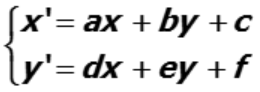 x'= ax + by + c
y'= dx + ey + f